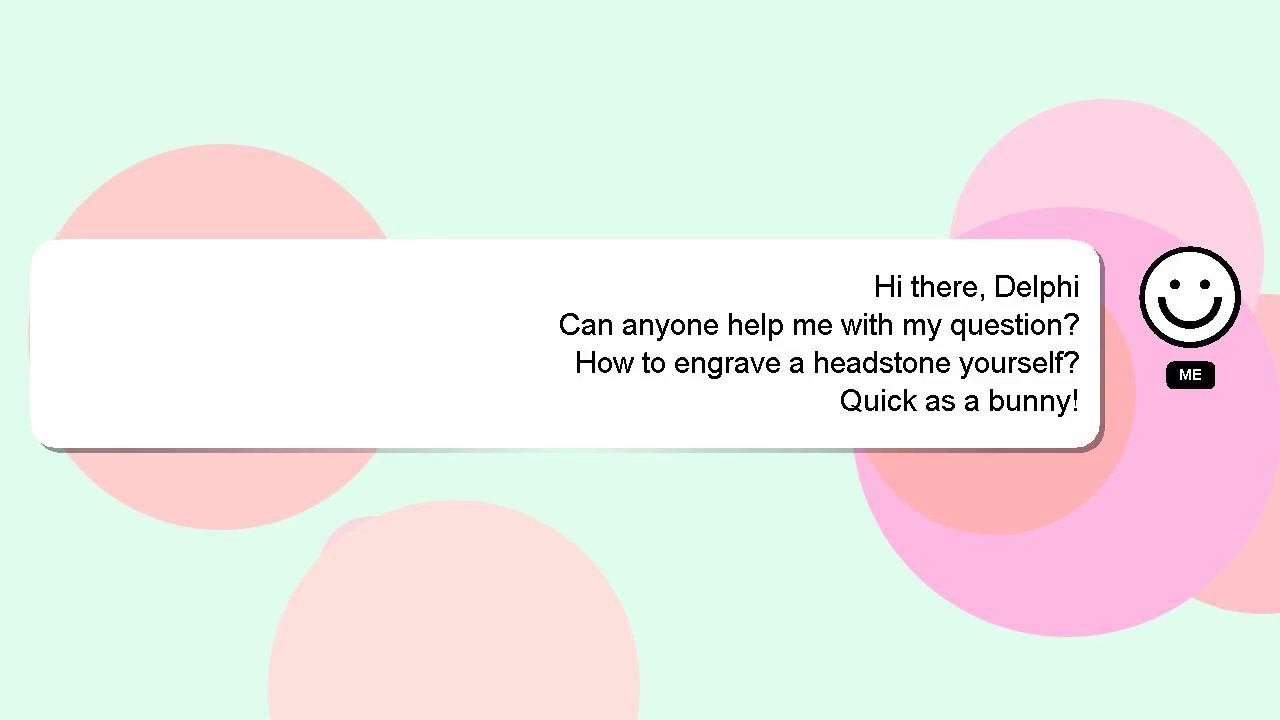 Hi there, Delphi
Can anyone help me with my question?
How to engrave a headstone yourself?
Quick as a bunny!
ME